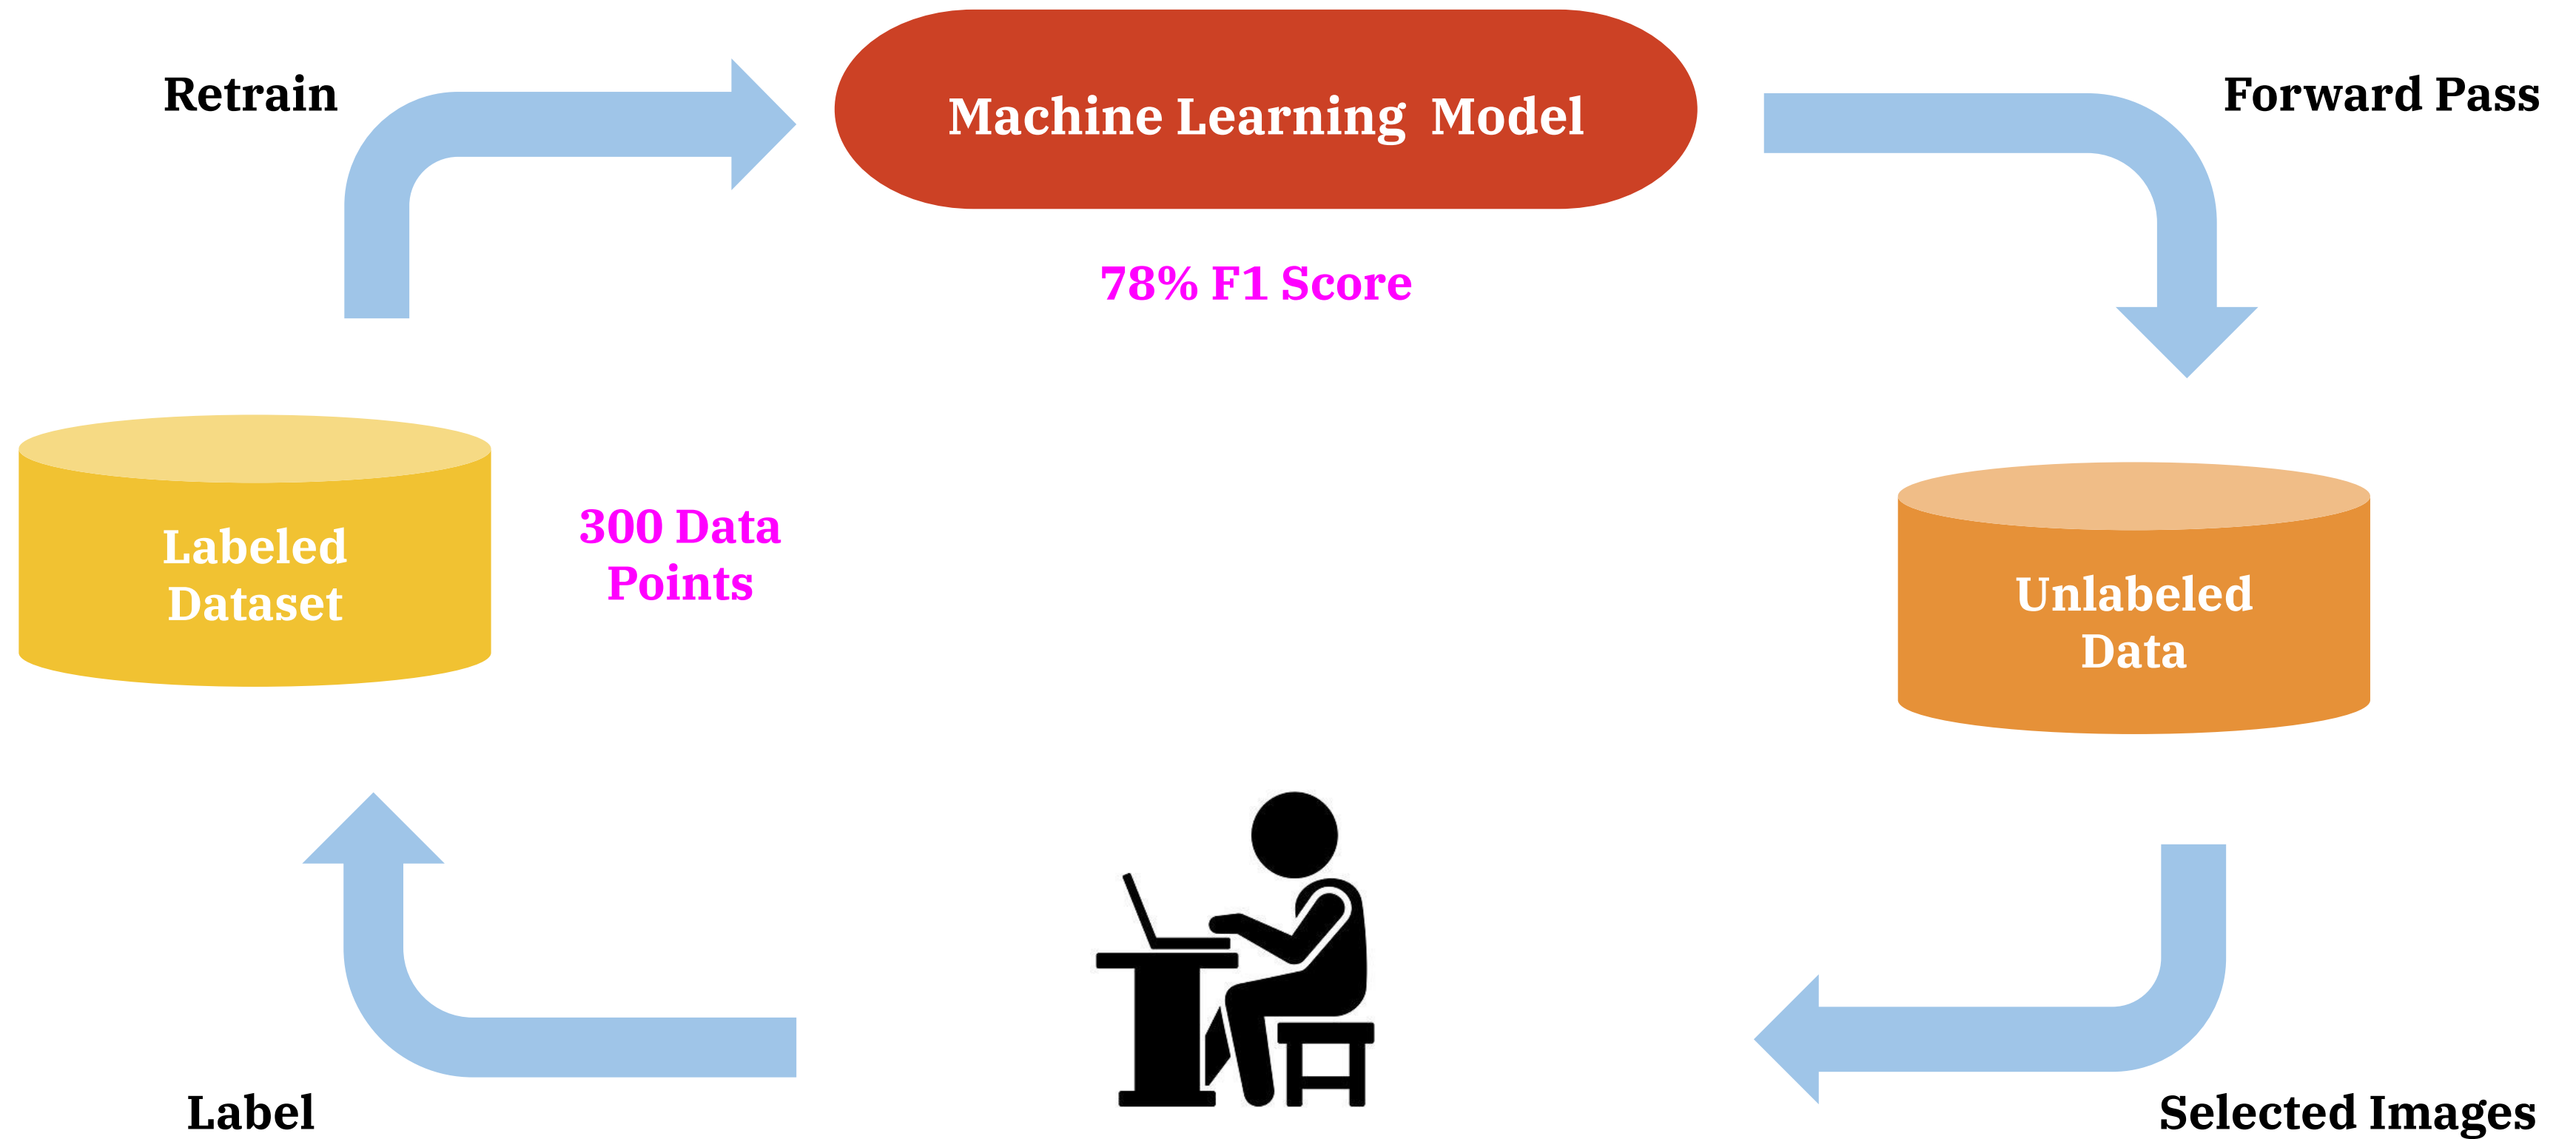 Retrain
Machine Learning  Model
Forward Pass
78% F1 Score
Labeled
Dataset
300 Data
Points
Unlabeled
Data
Label
Selected Images